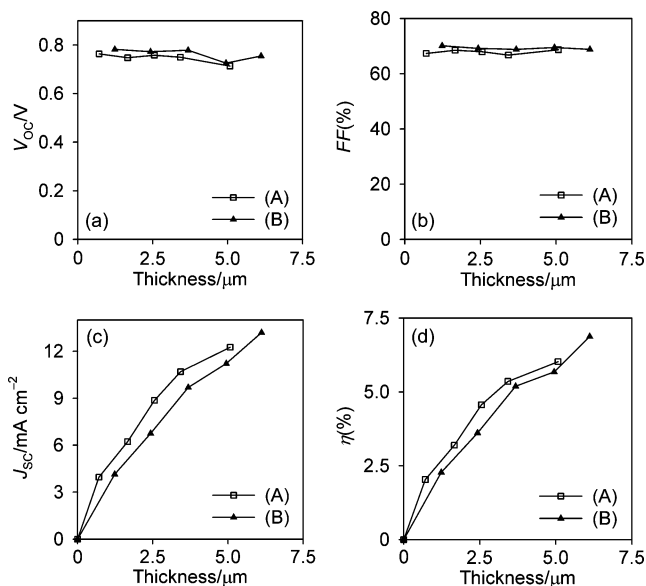 0.8
0.6
0.4
0.2
0
V_OC/V
(a)
(A)
(B)
0 2.5 5.0 7.5
Thickness/μm
80
60
40
20
0
FF(%)
(b)
(A)
(B)
0 2.5 5.0 7.5
Thickness/μm
12
9
6
3
0
J_SC/mA cm⁻²
(c)
(A)
(B)
0 2.5 5.0 7.5
Thickness/μm
7.5
5.0
2.5
0
η(%)
(d)
(A)
(B)
0 2.5 5.0 7.5
Thickness/μm